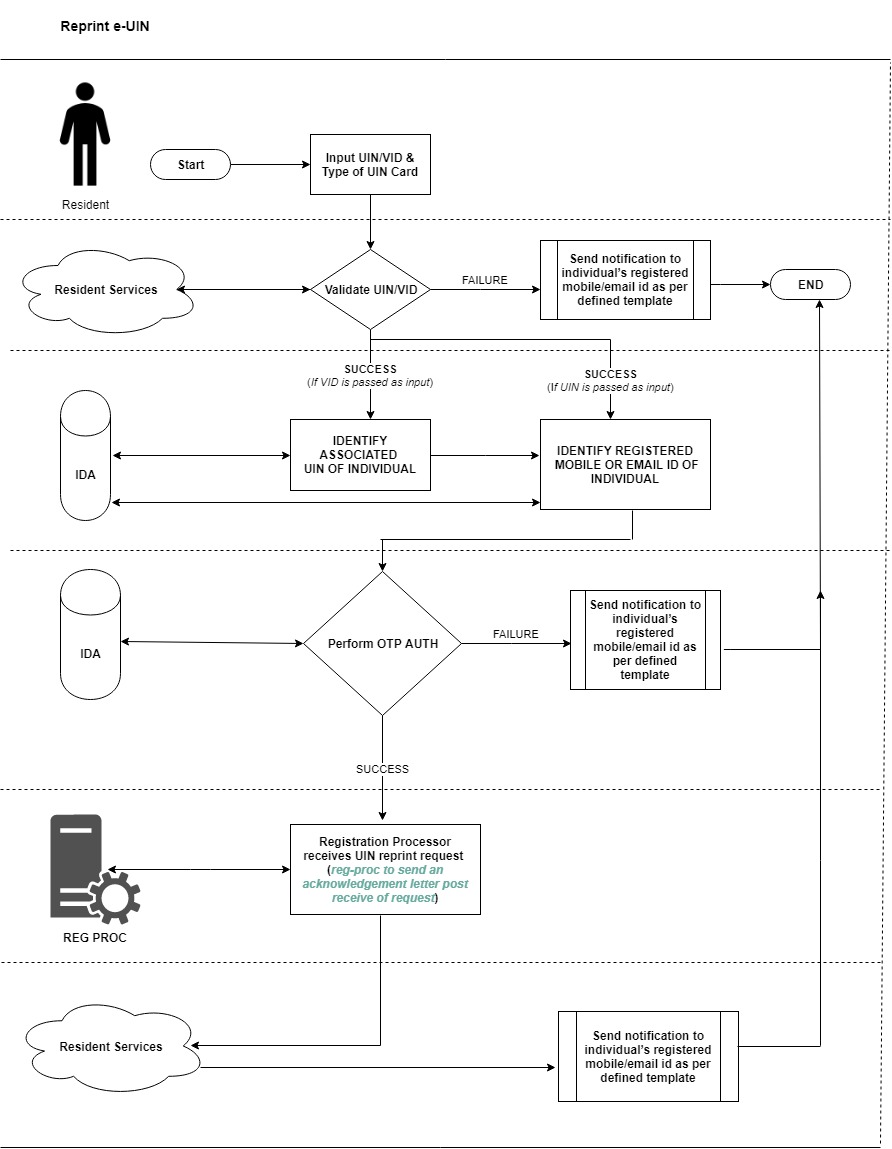 Reprint e-UIN
Resident
Start
Input UIN/VID &
Type of UIN Card
Resident Services
Validate UIN/VID
FAILURE
Send notification to
individual's registered
mobile/email id as per
defined template
END
SUCCESS
(If VID is passed as input)
SUCCESS
(If UIN is passed as input)
IDA
IDENTIFY
ASSOCIATED
UIN OF INDIVIDUAL
IDENTIFY REGISTERED
MOBILE OR EMAIL ID OF
INDIVIDUAL
IDA
Perform OTP AUTH
FAILURE
Send notification to
individual's
registered
mobile/email id as
per defined
template
SUCCESS
REG PROC
Registration Processor
receives UIN reprint request
(reg-proc to send an
acknowledgement letter post
receive of request)
Resident Services
Send notification to
individual's registered
mobile/email id as per
defined template